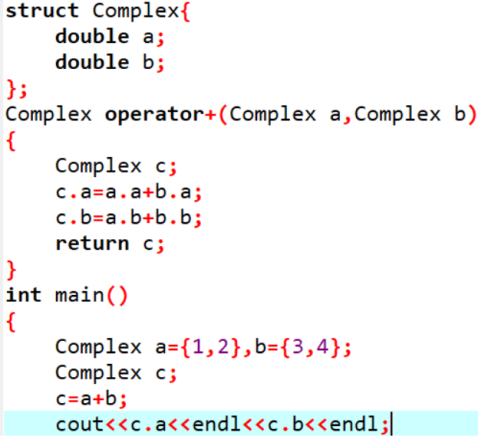 struct Complex{
    double a;
    double b;
};
Complex operator+(Complex a,Complex b)
{
    Complex c;
    c.a=a.a+b.a;
    c.b=a.b+b.b;
    return c;
}
int main()
{
    Complex a={1,2},b={3,4};
    Complex c;
    c=a+b;
    cout<<c.a<<endl<<c.b<<endl;